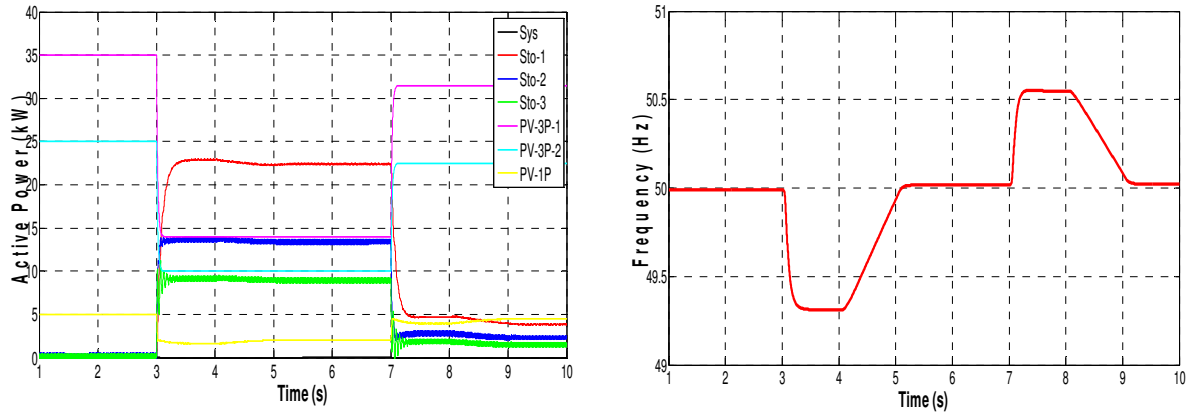 Active Power (kW)
35
30
25
20
15
10
5
0
1 2 3 4 5 6 7 8 9 10
Time (s)
Sys
Sto-1
Sto-2
Sto-3
PV-3P-1
PV-3P-2
PV-1P
Frequency (Hz)
51
50.5
50
49.5
49
1 2 3 4 5 6 7 8 9 10
Time (s)